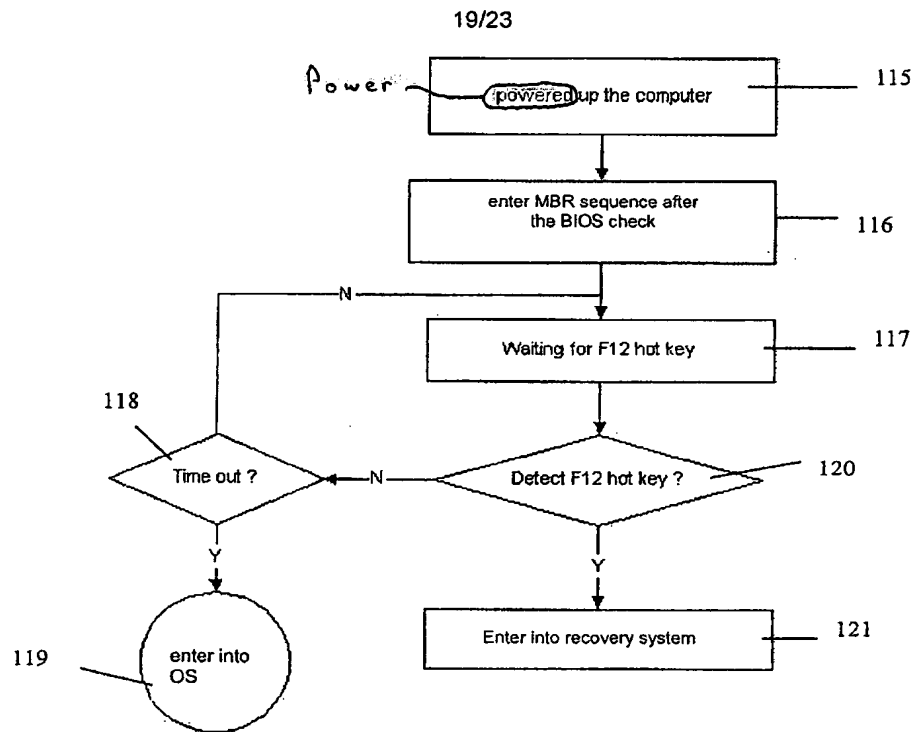 19/23
Power
powered up the computer
115
enter MBR sequence after
the BIOS check
116
N
Waiting for F12 hot key
117
118
Time out ?
N
Detect F12 hot key ?
120
Y
Y
119
enter into
OS
Enter into recovery system
121